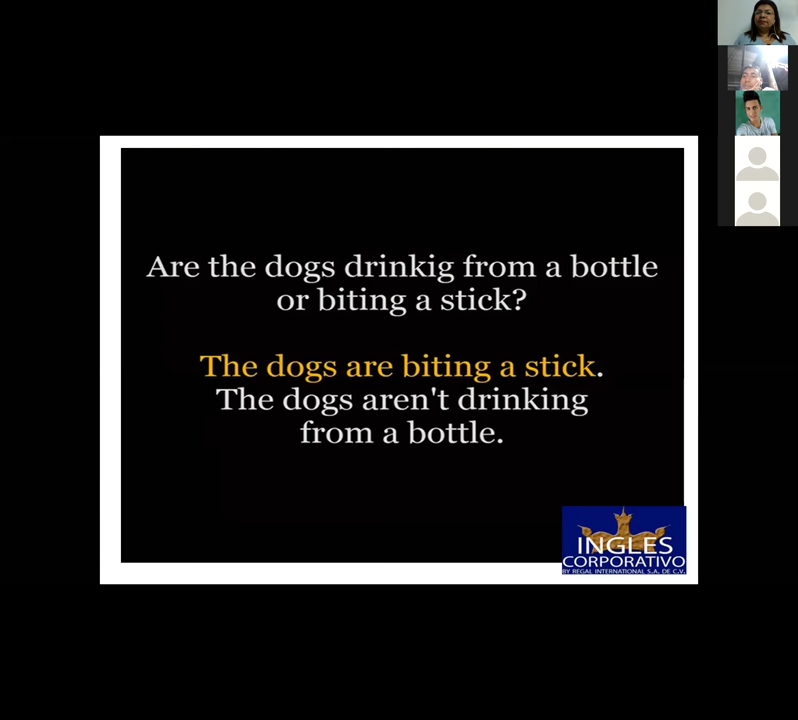 Are the dogs drinkig from a bottle
or biting a stick?
The dogs are biting a stick.
The dogs aren't drinking
from a bottle.
INGLES
CORPORATIVO
BY REGAL INTERNATIONAL S.A. DE C.V.